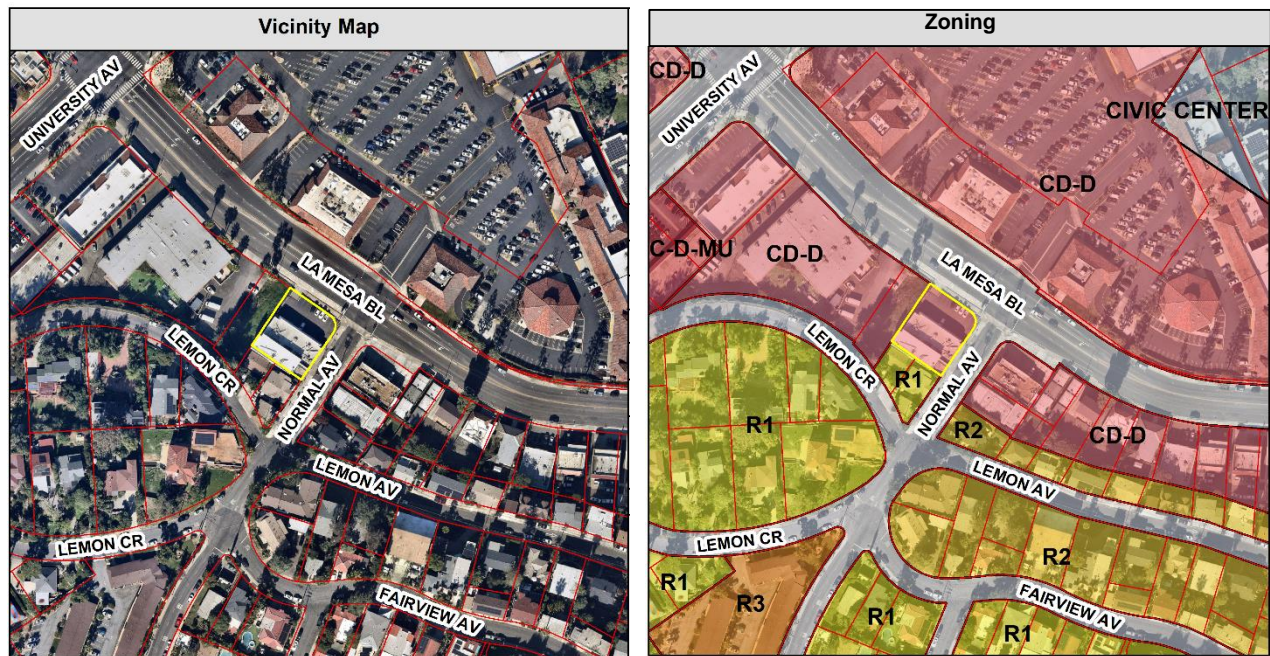 Vicinity Map
UNIVERSITY AV
LA MESA BL
LEMON CR
NORMAL AV
LEMON AV
LEMON CR
FAIRVIEW AV
Zoning
CD-D
UNIVERSITY AV
CIVIC CENTER
CD-D
C-D-MU
CD-D
LA MESA BL
LEMON CR
R1
NORMAL AV
R1
R2
CD-D
LEMON AV
LEMON CR
R2
R1
R3
R1
FAIRVIEW AV
R1